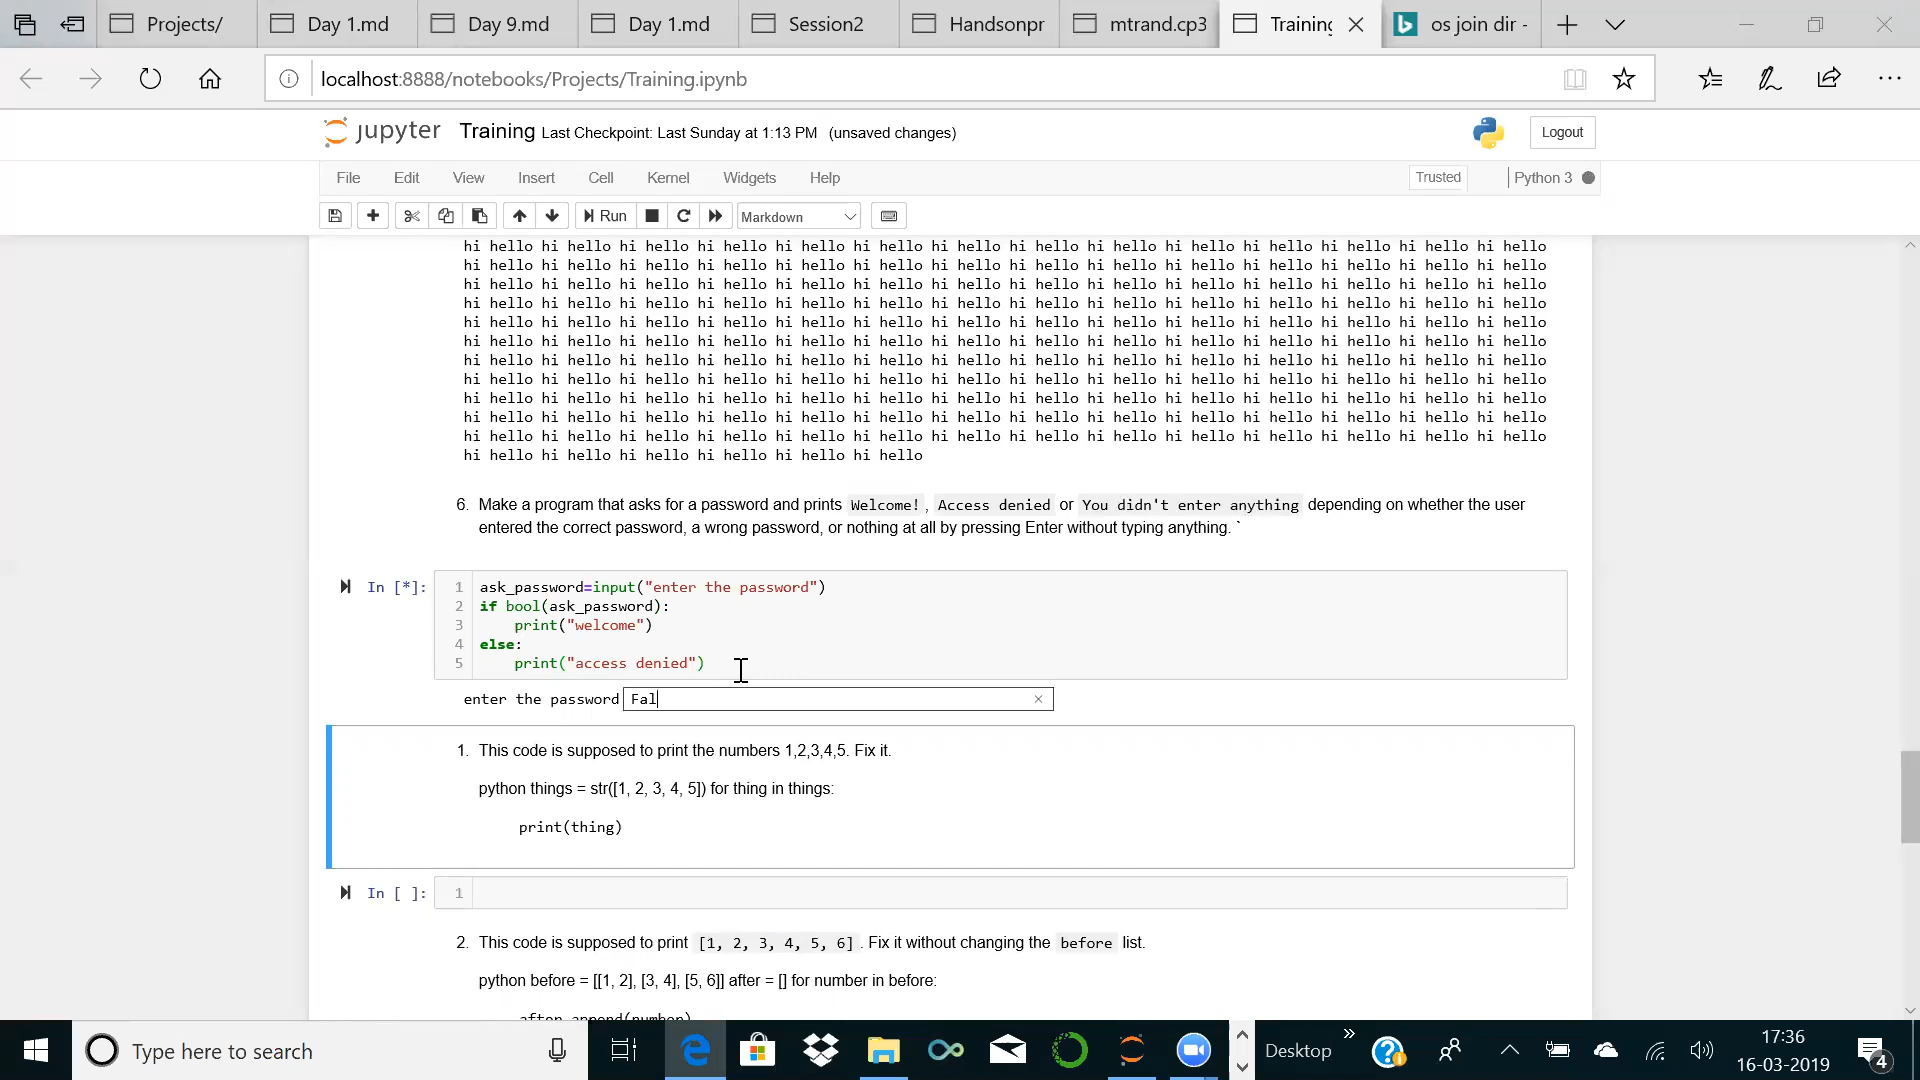 Projects/
Day 1.md
Day 9.md
Day 1.md
Session2
Handsonpr
mtrand.cp3
Training
os join dir -
localhost:8888/notebooks/Projects/Training.ipynb
jupyter Training Last Checkpoint: Last Sunday at 1:13 PM (unsaved changes)
Logout
File Edit View Insert Cell Kernel Widgets Help
Trusted
Python 3
Run
Markdown
hi hello hi hello hi hello hi hello hi hello hi hello hi hello hi hello hi hello hi hello hi hello hi hello hi hello hi hello
hi hello hi hello hi hello hi hello hi hello hi hello hi hello hi hello hi hello hi hello hi hello hi hello hi hello hi hello
hi hello hi hello hi hello hi hello hi hello hi hello hi hello hi hello hi hello hi hello hi hello hi hello hi hello hi hello
hi hello hi hello hi hello hi hello hi hello hi hello hi hello hi hello hi hello hi hello hi hello hi hello hi hello hi hello
hi hello hi hello hi hello hi hello hi hello hi hello hi hello hi hello hi hello hi hello hi hello hi hello hi hello hi hello
hi hello hi hello hi hello hi hello hi hello hi hello hi hello hi hello hi hello hi hello hi hello hi hello hi hello hi hello
hi hello hi hello hi hello hi hello hi hello hi hello hi hello hi hello hi hello hi hello hi hello hi hello hi hello hi hello
hi hello hi hello hi hello hi hello hi hello hi hello hi hello hi hello hi hello hi hello hi hello hi hello hi hello hi hello
hi hello hi hello hi hello hi hello hi hello hi hello hi hello hi hello hi hello hi hello hi hello hi hello hi hello hi hello
hi hello hi hello hi hello hi hello hi hello hi hello hi hello hi hello hi hello hi hello hi hello hi hello hi hello hi hello
hi hello hi hello hi hello hi hello hi hello hi hello hi hello hi hello hi hello hi hello hi hello hi hello hi hello hi hello
hi hello hi hello hi hello hi hello hi hello hi hello
6. Make a program that asks for a password and prints Welcome! , Access denied or You didn't enter anything depending on whether the user
entered the correct password, a wrong password, or nothing at all by pressing Enter without typing anything. `
In [*]:
1 ask_password=input("enter the password")
2 if bool(ask_password):
3 print("welcome")
4 else:
5 print("access denied")
enter the password Fal
1. This code is supposed to print the numbers 1,2,3,4,5. Fix it.
python things = str([1, 2, 3, 4, 5]) for thing in things:
print(thing)
In [ ]: 1
2. This code is supposed to print [1, 2, 3, 4, 5, 6] . Fix it without changing the before list.
python before = [[1, 2], [3, 4], [5, 6]] after = [] for number in before:
after.append(number)
Type here to search
Desktop
17:36
16-03-2019
4